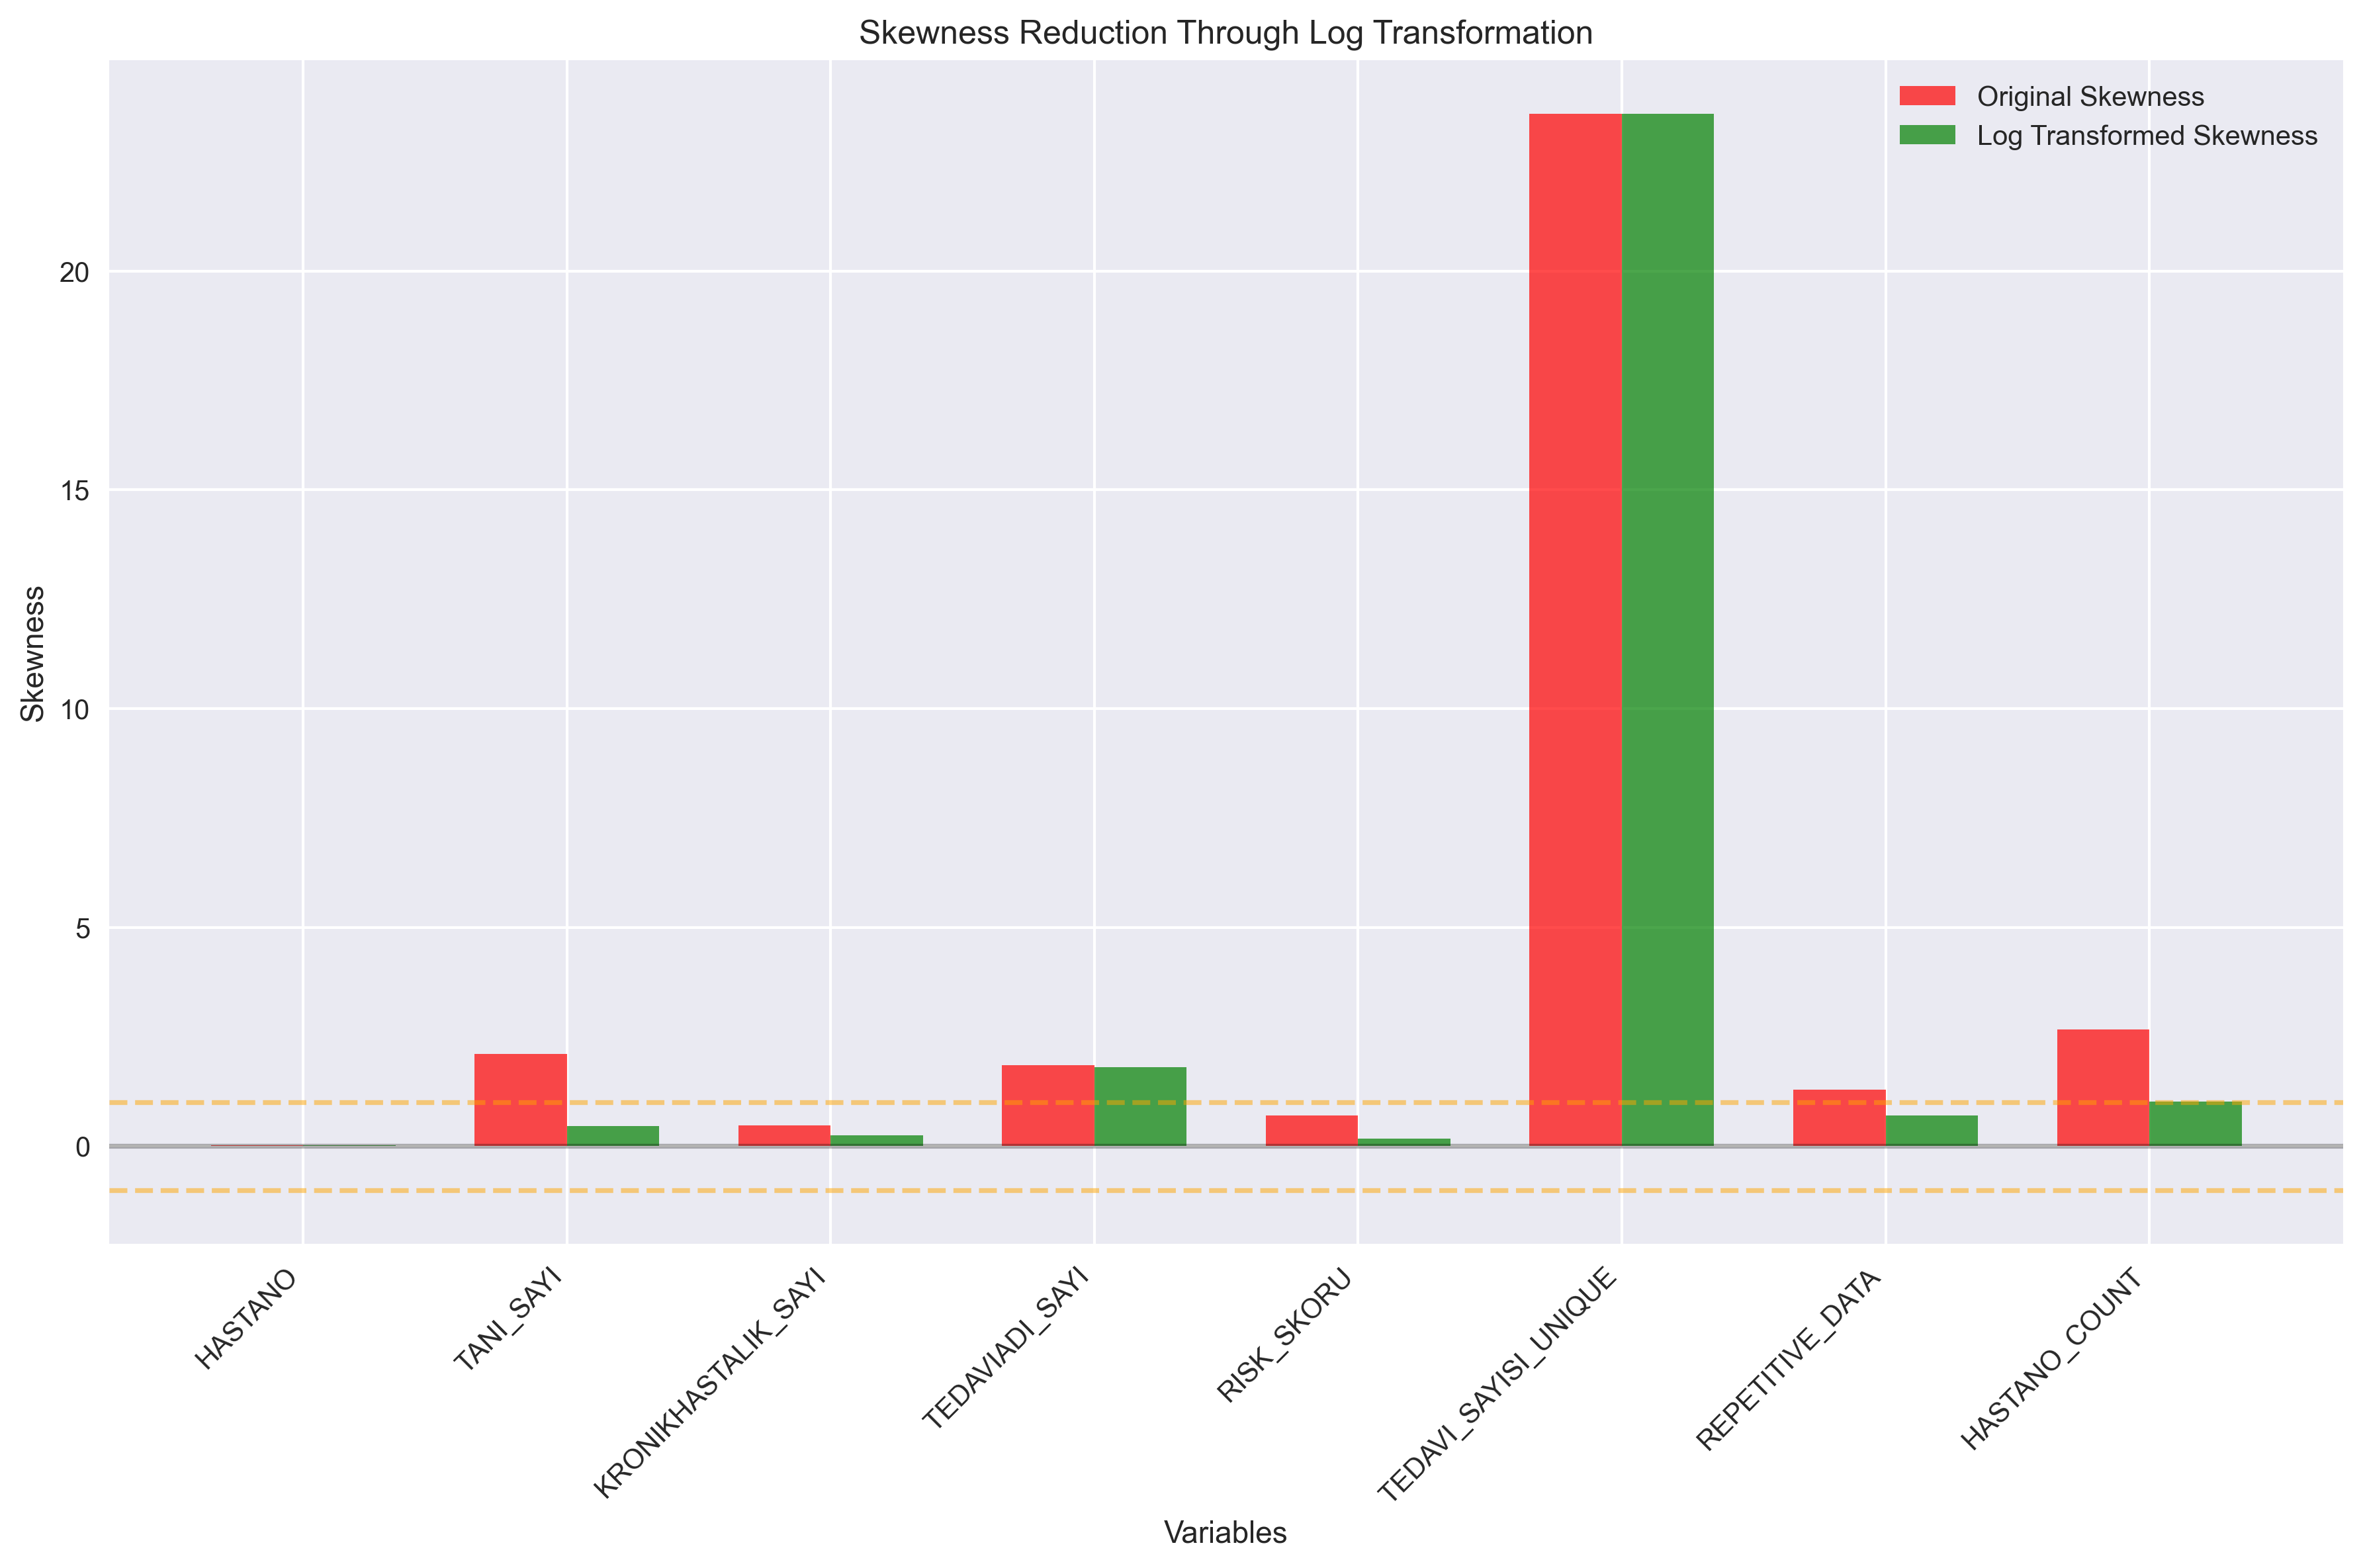 Skewness Reduction Through Log Transformation
Original Skewness
Log Transformed Skewness
20
15
10
5
0
Skewness
HASTANO
TANI_SAYI
KRONIKHASTALIK_SAYI
TEDAVIADI_SAYI
RISK_SKORU
TEDAVI_SAYISI_UNIQUE
REPETITIVE_DATA
HASTANO_COUNT
Variables